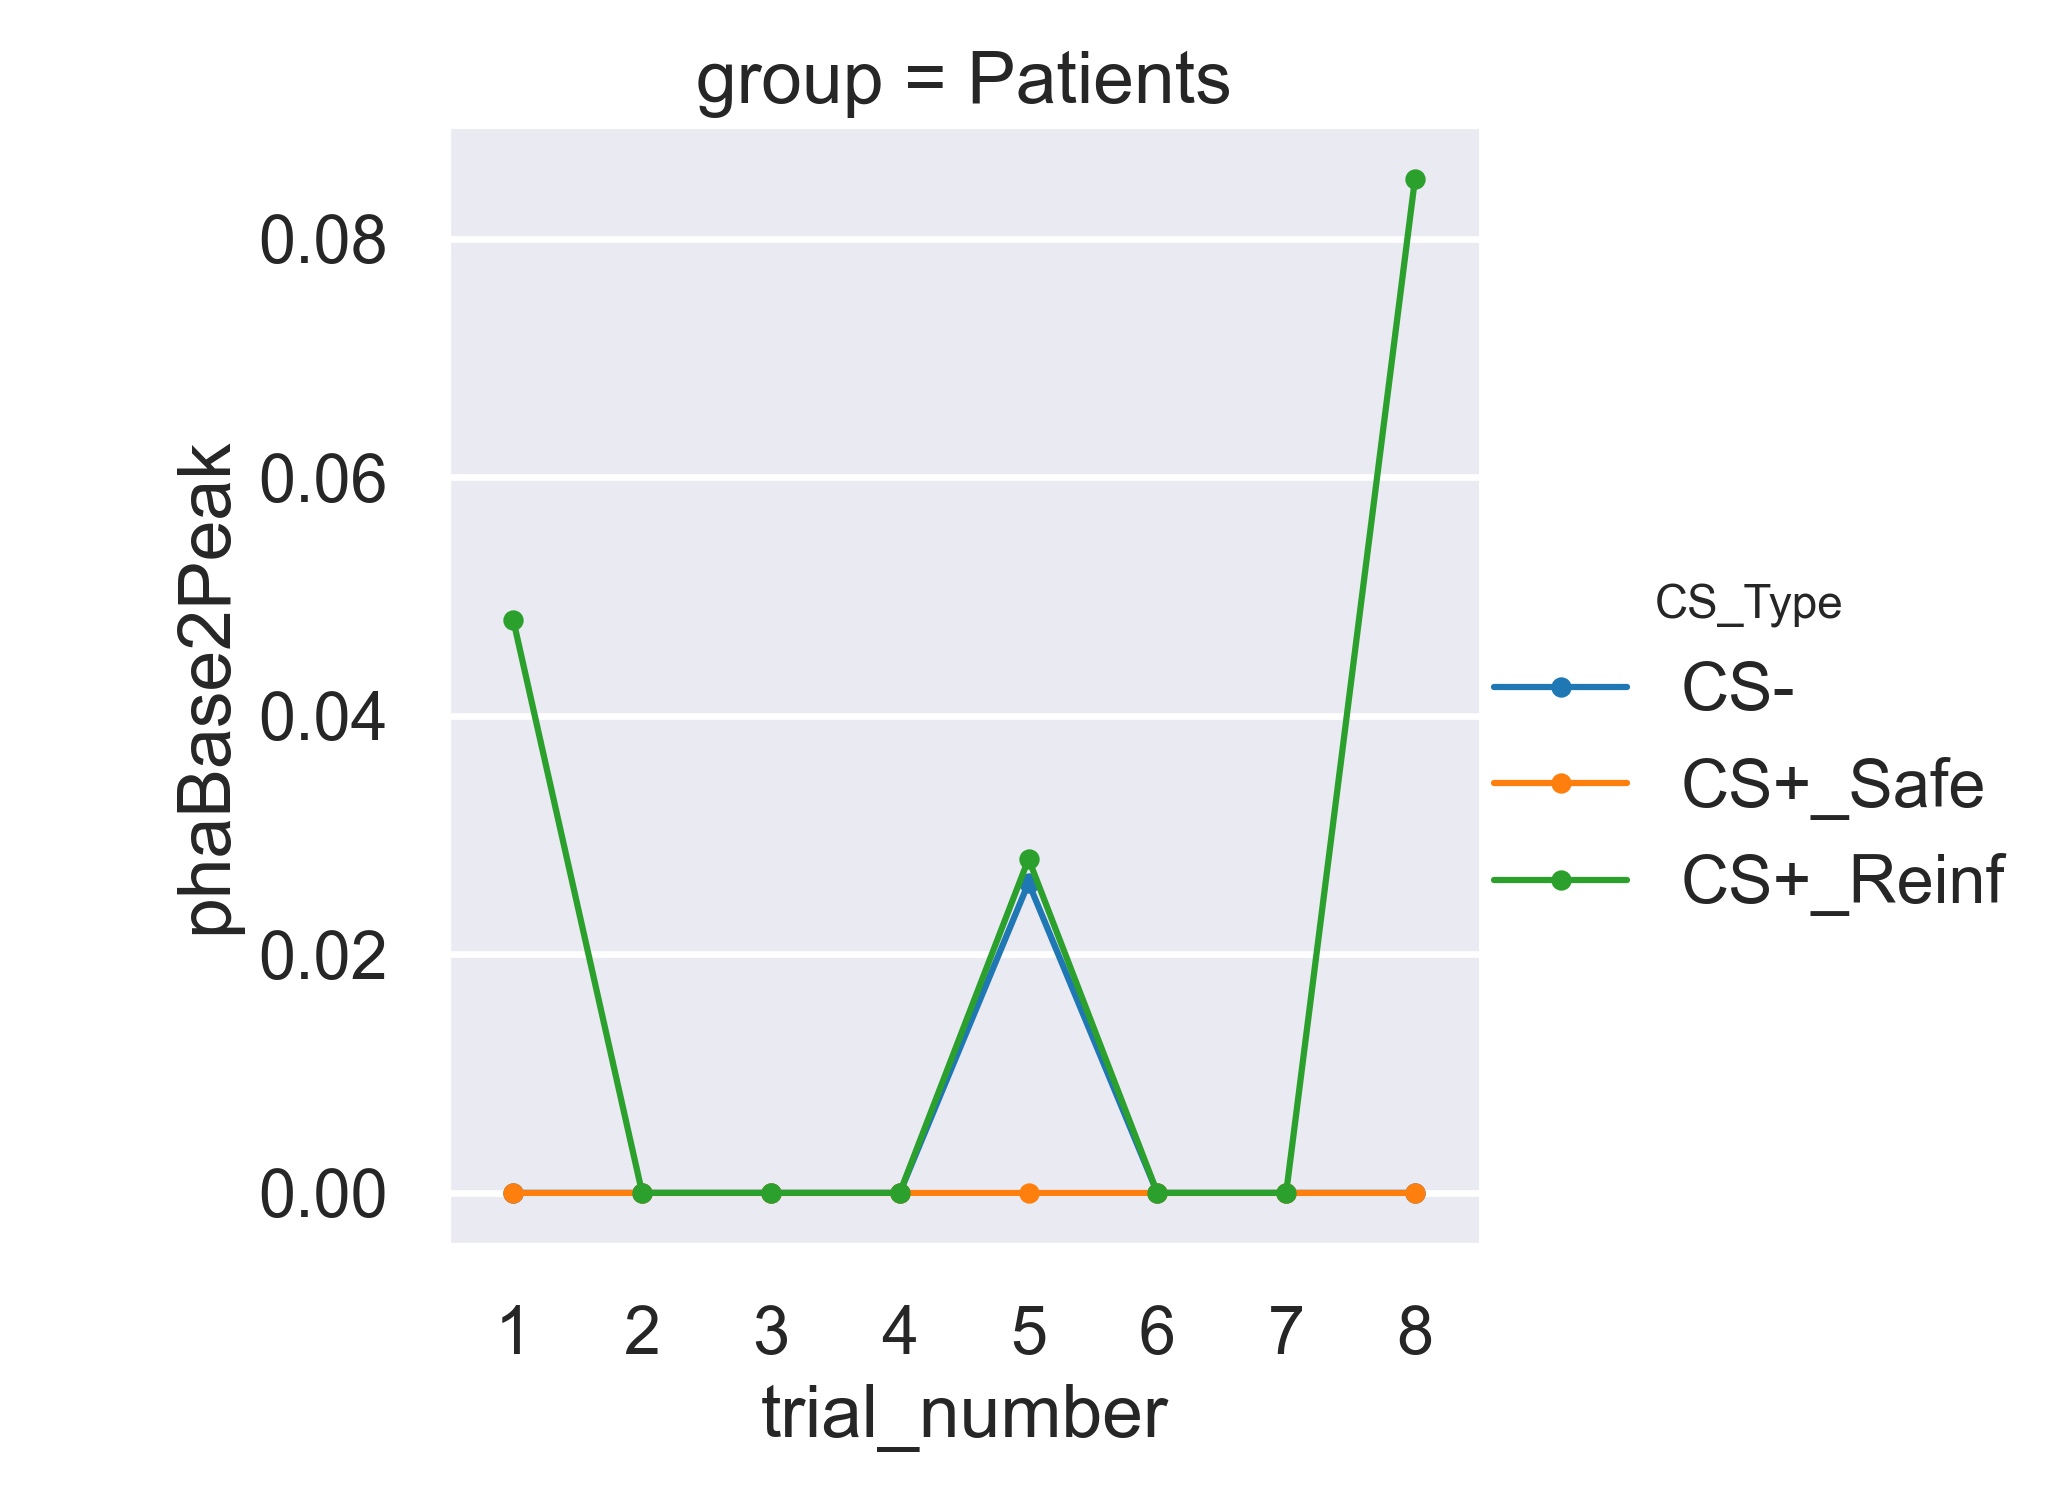 group = Patients
phaBase2Peak
0.08
0.06
0.04
0.02
0.00
1 2 3 4 5 6 7 8
trial_number
CS_Type
CS-
CS+_Safe
CS+_Reinf